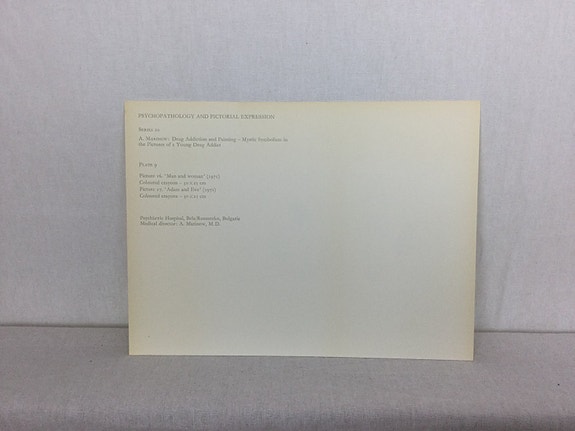 PSYCHOPATHOLOGY AND PICTORIAL EXPRESSION
SERIES 20
A. MARINOW: Drug Addiction and Painting – Mystic Symbolism in
the Pictures of a Young Drug Addict
PLATE 9
Picture 16. "Man and woman" [1971]
Coloured crayons –
Picture 17. "Adam and Eve" [1971]
Coloured crayons –
Psychiatric Hospital, Bela/Roussenko, Bulgaria
Medical director: A. Marinow, M.D.